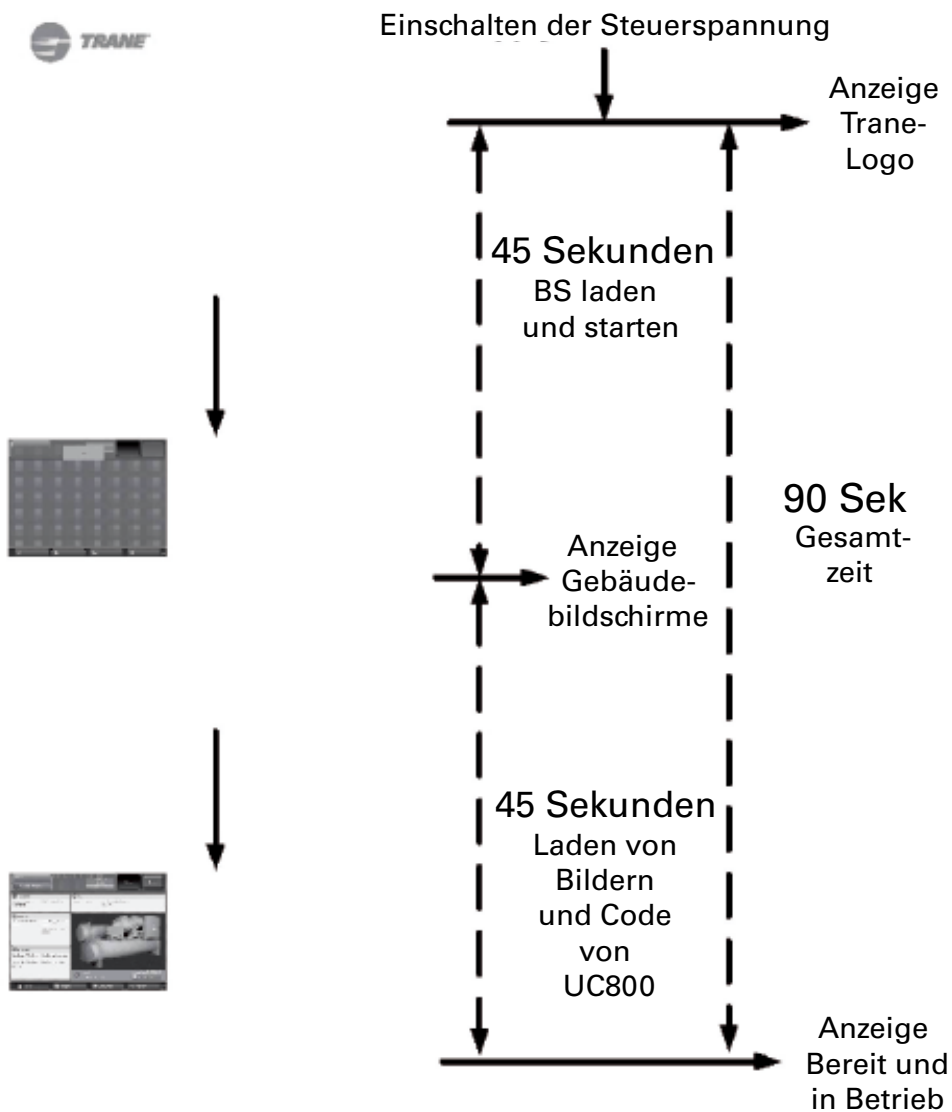 TRANE
Einschalten der Steuerspannung
Anzeige
Trane-
Logo
45 Sekunden
BS laden
und starten
90 Sek
Gesamt-
zeit
Anzeige
Gebäude-
bildschirme
45 Sekunden
Laden von
Bildern
und Code
von
UC800
Anzeige
Bereit und
in Betrieb